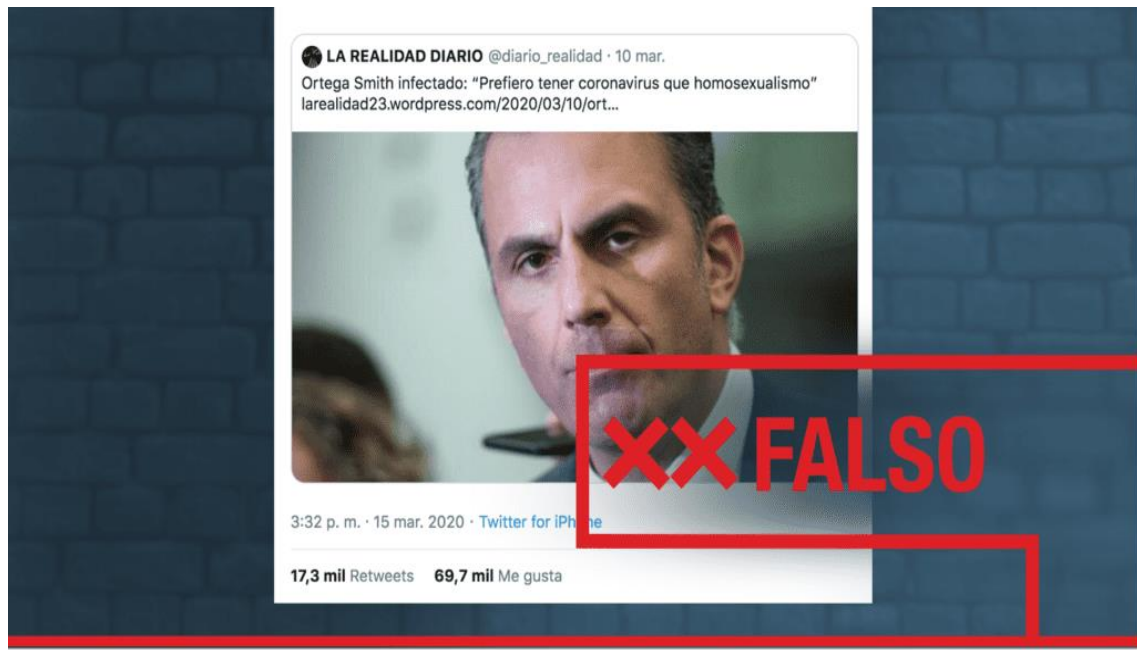 LA REALIDAD DIARIO @diario_realidad · 10 mar.
Ortega Smith infectado: “Prefiero tener coronavirus que homosexualismo”
larealidad23.wordpress.com/2020/03/10/ort...
XX FALSO
3:32 p. m. · 15 mar. 2020 · Twitter for iPh ne
17,3 mil Retweets 69,7 mil Me gusta